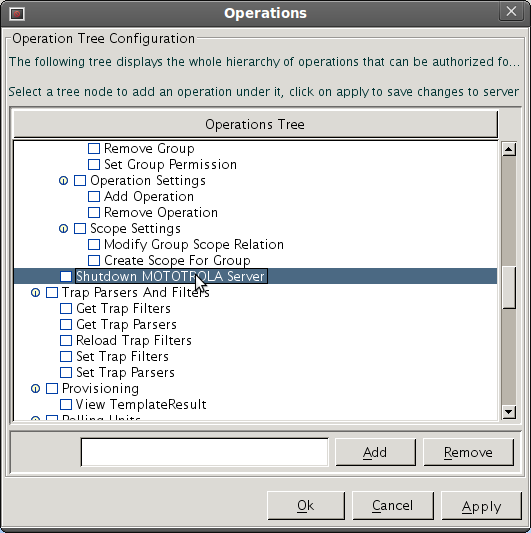 Operations
Operation Tree Configuration
The following tree displays the whole hierarchy of operations that can be authorized fo...
Select a tree node to add an operation under it, click on apply to save changes to server
Operations Tree
Remove Group
Set Group Permission
Operation Settings
Add Operation
Remove Operation
Scope Settings
Modify Group Scope Relation
Create Scope For Group
Shutdown MOTOTROLA Server
Trap Parsers And Filters
Get Trap Filters
Get Trap Parsers
Reload Trap Filters
Set Trap Filters
Set Trap Parsers
Provisioning
View TemplateResult
Polling Units
Add Remove
Ok Cancel Apply